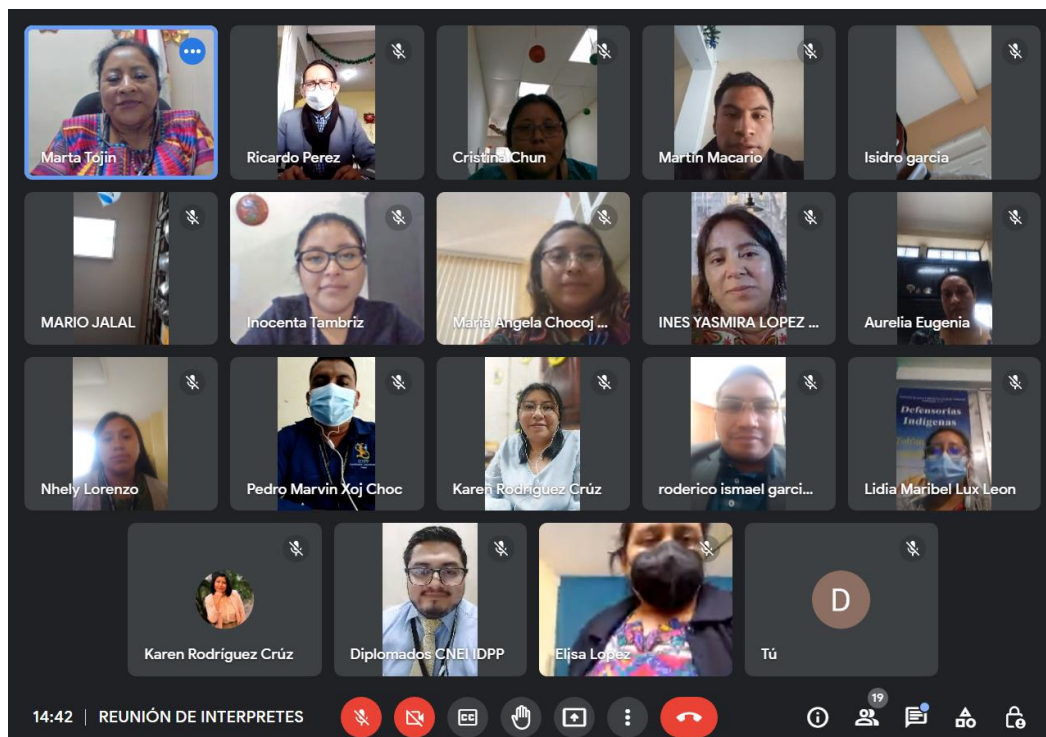 Marta Tojin
Ricardo Perez
Cristina Chun
Martin Macario
Isidro garcia
MARIO JALAL
Inocenta Tambriz
Maria Angela Chocoj ...
INES YASMIRA LOPEZ ...
Aurelia Eugenia
Defensorías
Indígenas
Nhely Lorenzo
Pedro Marvin Xoj Choc
Karen Rodríguez Crúz
roderico ismael garci...
Lidia Maribel Lux Leon
Karen Rodríguez Crúz
Diplomados CNEI IDPP
Elisa Lopez
D
Tú
14:42 | REUNIÓN DE INTERPRETES
CC
19